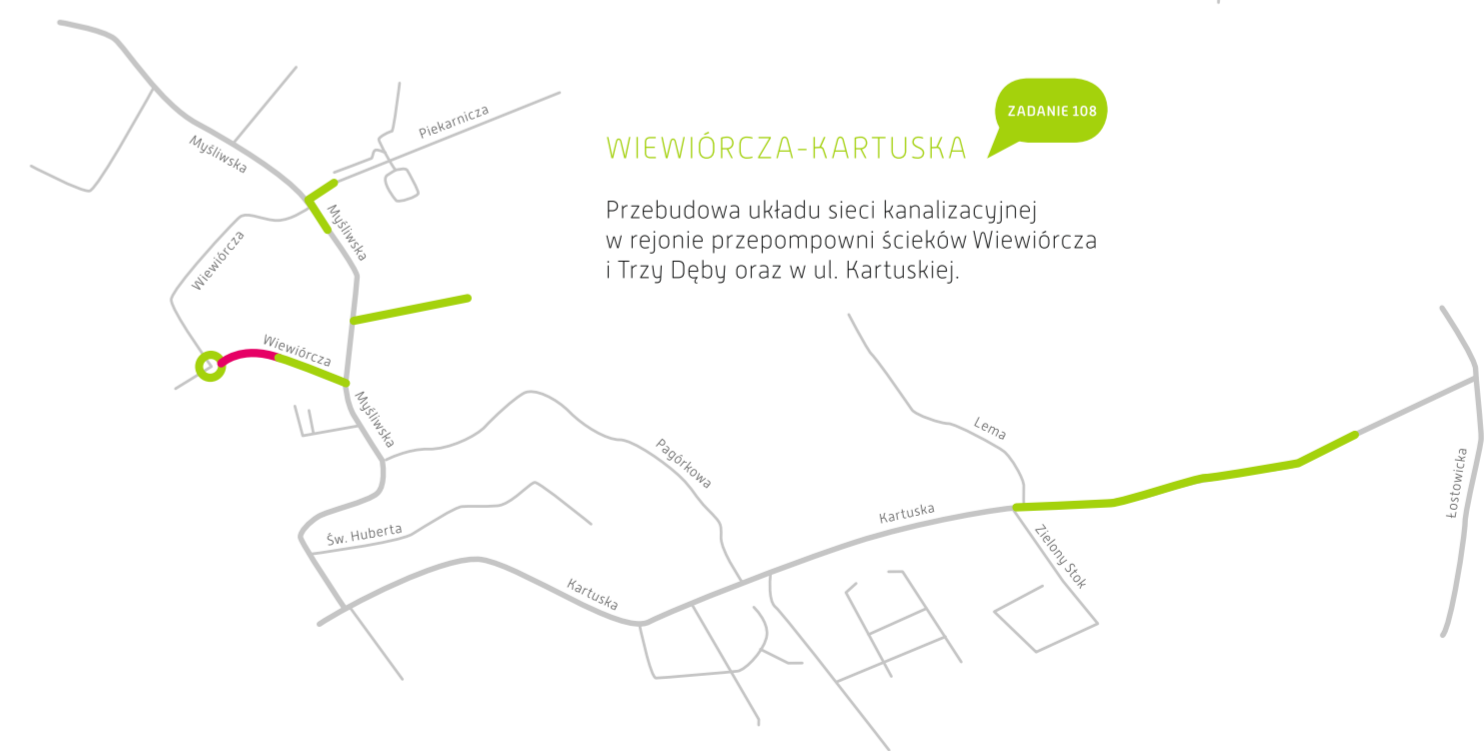 ZADANIE 108
WIEWIÓRCZA-KARTUSKA
Przebudowa układu sieci kanalizacyjnej
w rejonie przepompowni ścieków Wiewiórcza
i Trzy Dęby oraz w ul. Kartuskiej.
Piekarnicza
Myśliwska
Myśliwska
Wiewiórcza
Wiewiórcza
Myśliwska
Pagórkowa
Lema
Łostowicka
Kartuska
Św. Huberta
Zielony Stok
Kartuska